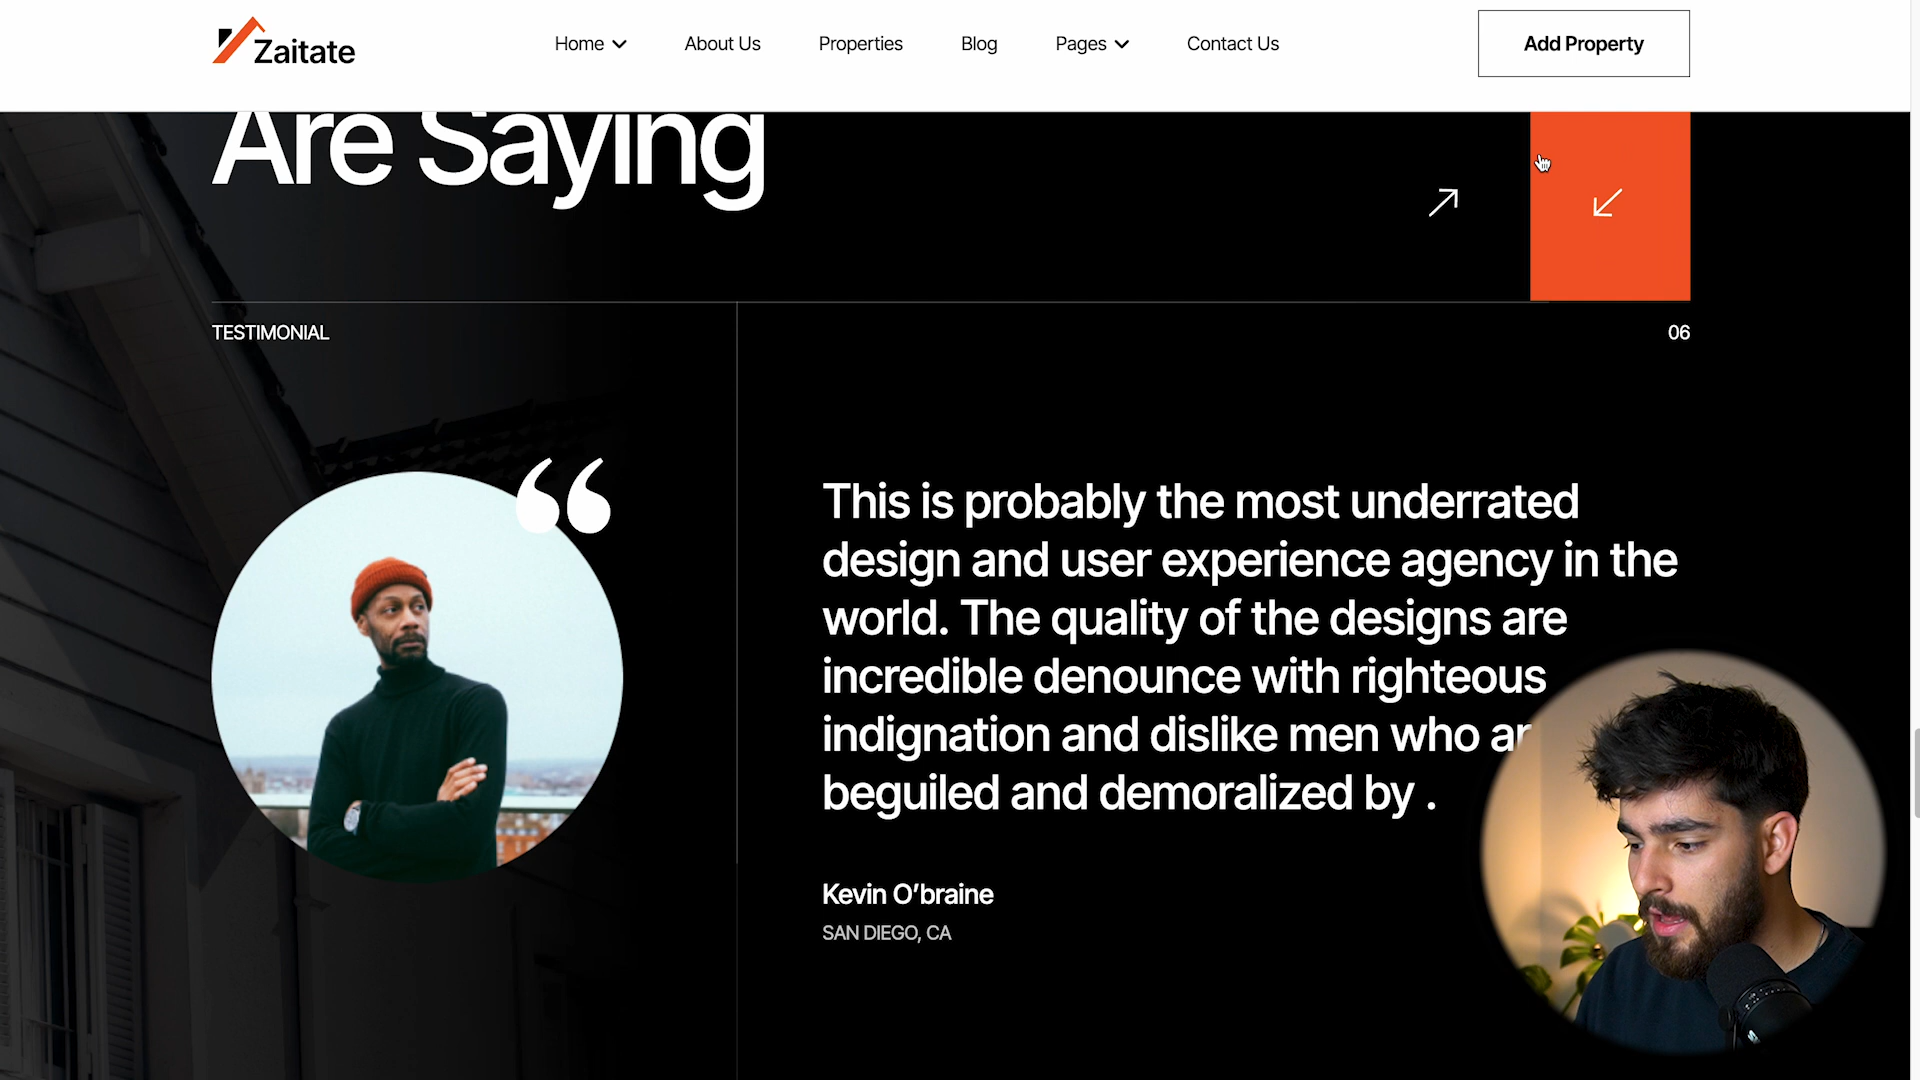 Zaitate
Home
About Us
Properties
Blog
Pages
Contact Us
Add Property
Are Saying
TESTIMONIAL
06
“
This is probably the most underrated
design and user experience agency in the
world. The quality of the designs are
incredible denounce with righteous
indignation and dislike men who ar
beguiled and demoralized by .
Kevin O’braine
SAN DIEGO, CA